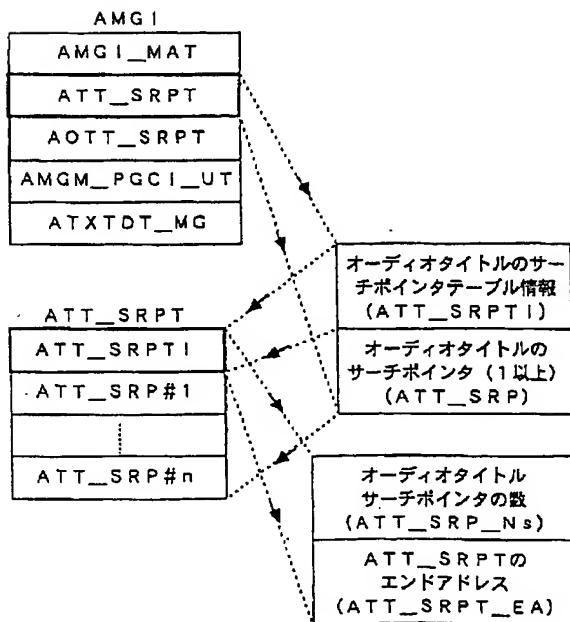 AMGI
AMGI_MAT
ATT_SRPT
AOTT_SRPT
AMGM_PGCI_UT
ATXTDT_MG
オーディオタイトルのサー
チポインタテーブル情報
(ATT_SRPTI)
オーディオタイトルの
サーチポインタ(1以上)
(ATT_SRP)
ATT_SRPT
ATT_SRPTI
ATT_SRP#1
ATT_SRP#n
オーディオタイトル
サーチポインタの数
(ATT_SRP_Ns)
ATT_SRPTの
エンドアドレス
(ATT_SRPT_EA)